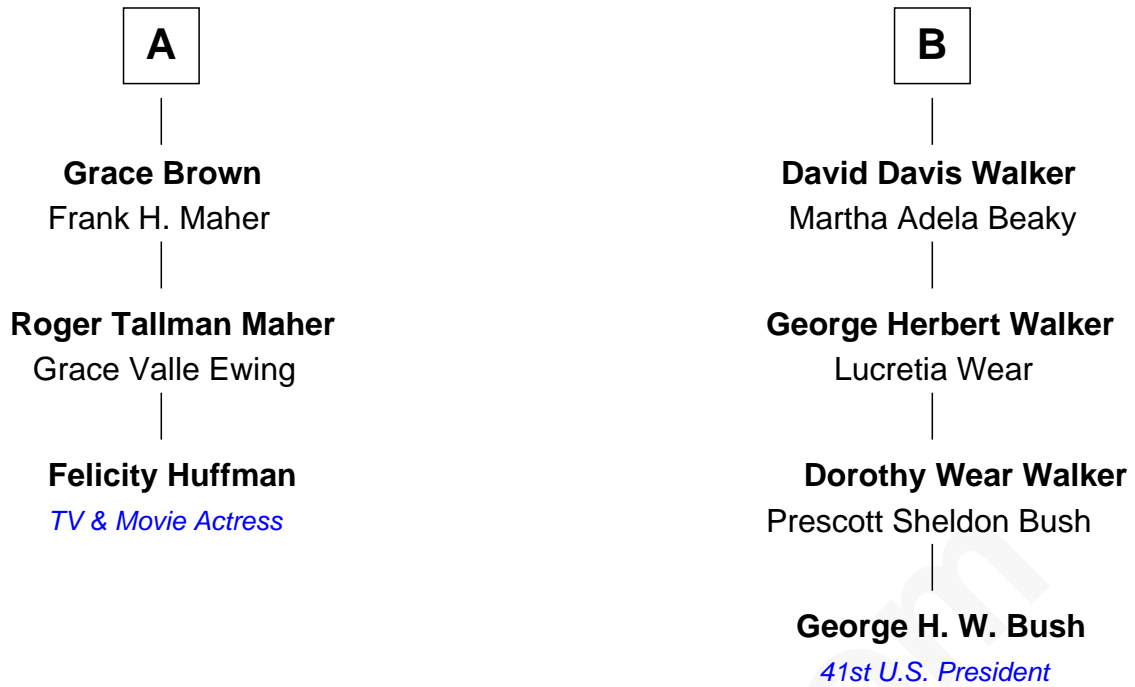 A
Grace Brown
Frank H. Maher
Roger Tallman Maher
Grace Valle Ewing
Felicity Huffman
TV & Movie Actress
B
David Davis Walker
Martha Adela Beaky
George Herbert Walker
Lucretia Wear
Dorothy Wear Walker
Prescott Sheldon Bush
George H. W. Bush
41st U.S. President